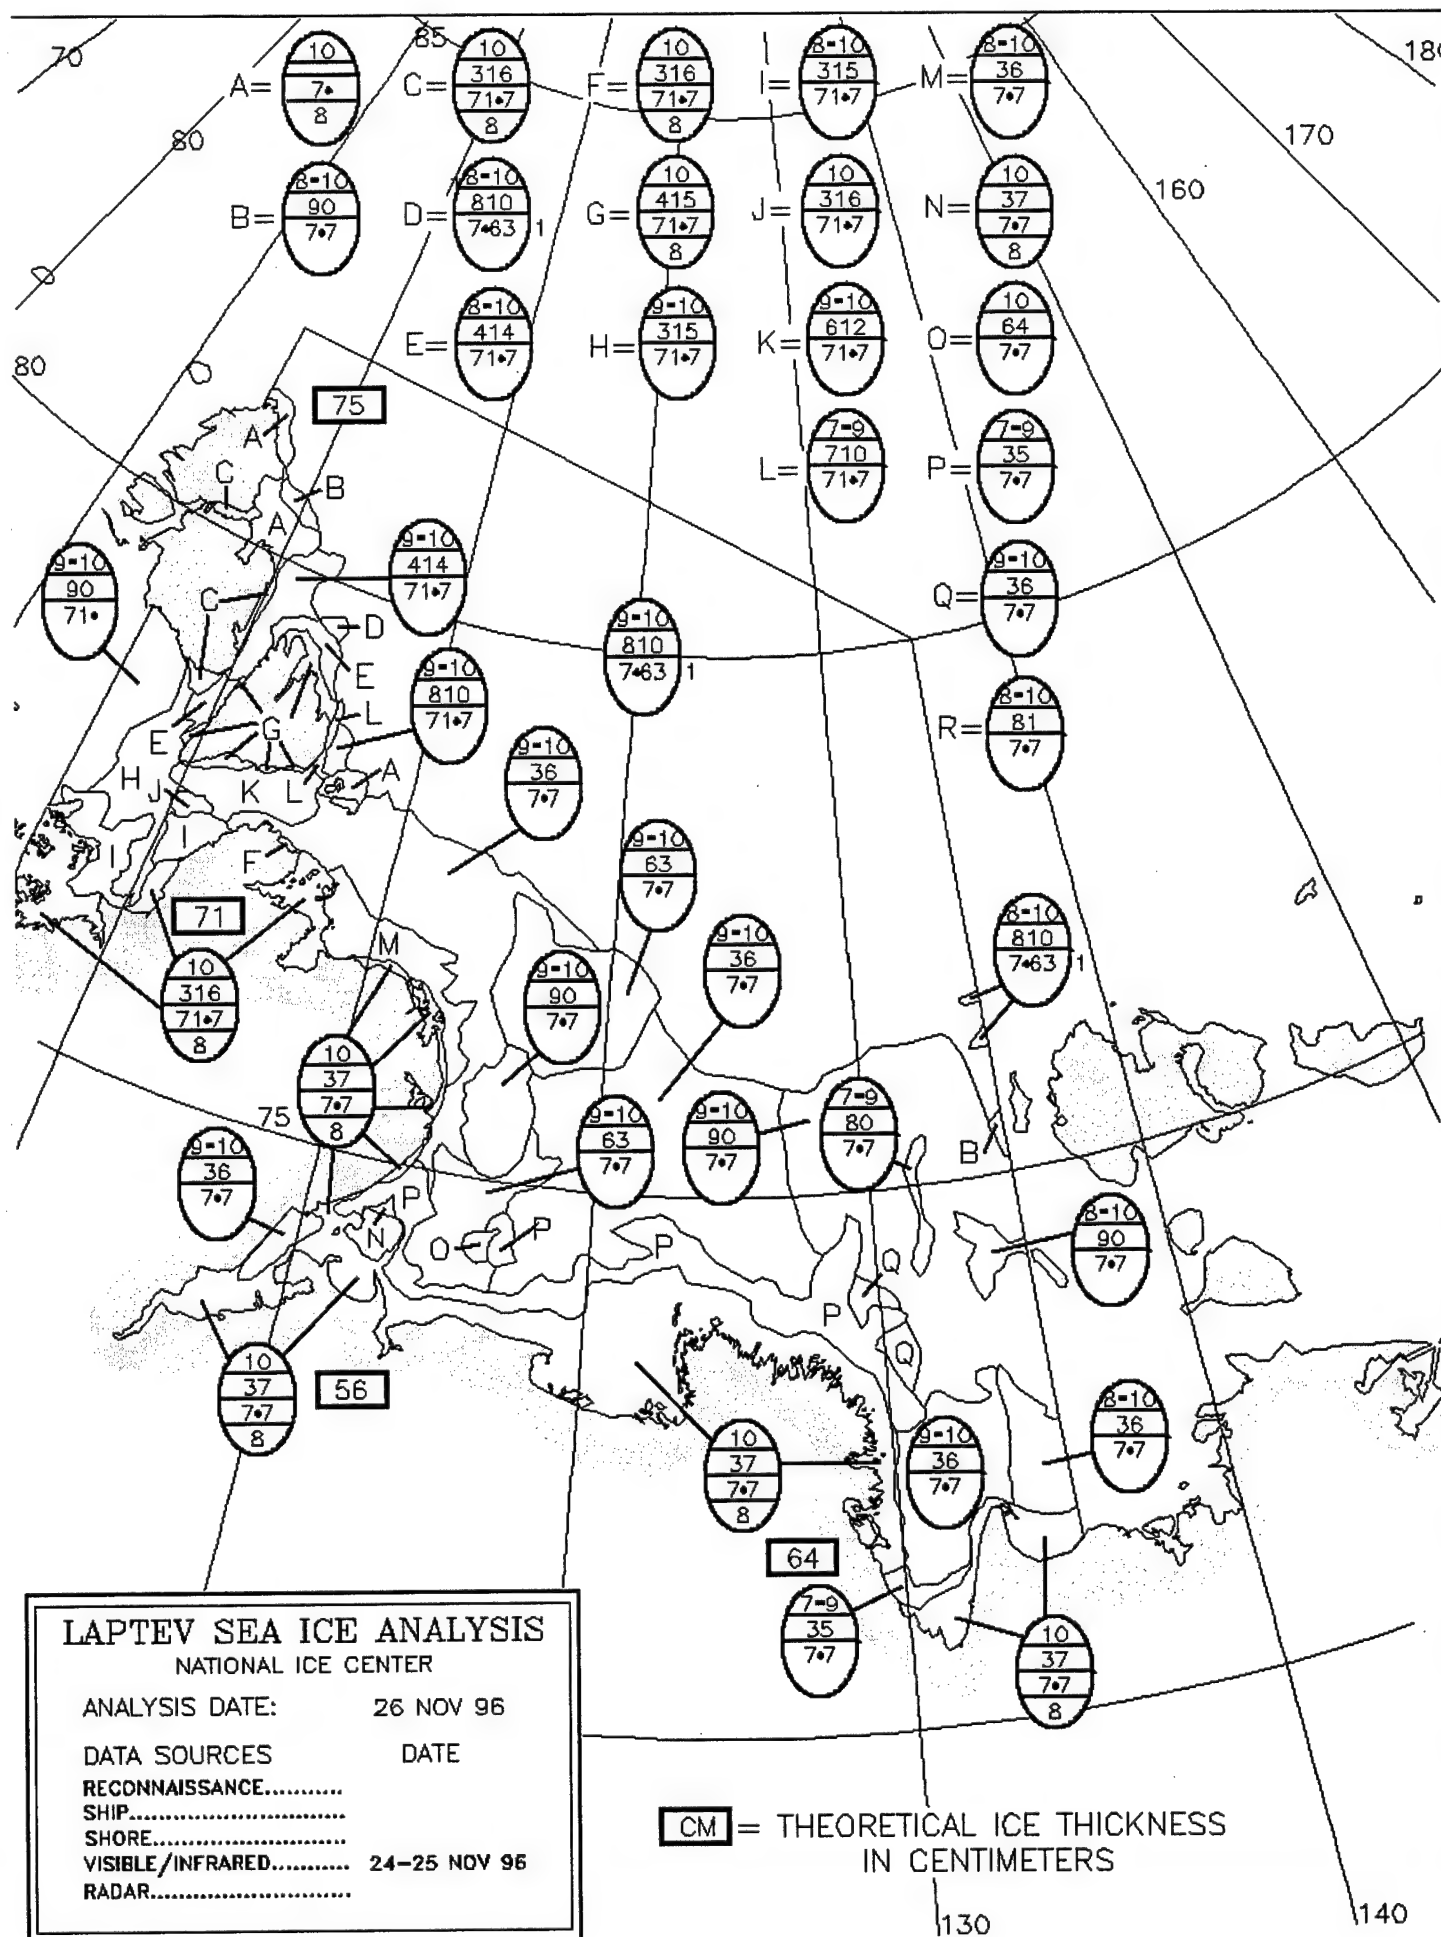 70
85
180
80
170
160
80
A=
10
7•
8
C=
10
316
71•7
8
F=
10
316
71•7
8
I=
8-10
315
71•7
M=
8-10
36
7•7
B=
8-10
90
7•7
D=
8-10
810
7•63 1
G=
10
415
71•7
8
J=
10
316
71•7
N=
10
37
7•7
8
E=
8-10
414
71•7
H=
9-10
315
71•7
K=
9-10
612
71•7
O=
10
64
7•7
L=
7-9
710
71•7
P=
7-9
35
7•7
Q=
9-10
36
7•7
R=
8-10
81
7•7
75
A
C
B
A
9-10
90
71•
9-10
414
71•7
C
D
E
9-10
810
7•63 1
9-10
810
71•7
L
G
E
H
J
K
L
A
9-10
36
7•7
I
I
F
9-10
63
7•7
71
M
10
316
71•7
8
9-10
90
7•7
9-10
36
7•7
8-10
810
7•63 1
10
37
7•7
8
75
9-10
63
7•7
9-10
90
7•7
7-9
80
7•7
B
9-10
36
7•7
P
N
O
P
P
Q
8-10
90
7•7
P
Q
10
37
7•7
8
56
10
37
7•7
8
9-10
36
7•7
8-10
36
7•7
64
7-9
35
7•7
10
37
7•7
8
LAPTEV SEA ICE ANALYSIS
NATIONAL ICE CENTER
ANALYSIS DATE: 26 NOV 96
DATA SOURCES DATE
RECONNAISSANCE...........
SHIP..............................
SHORE...........................
VISIBLE/INFRARED........... 24-25 NOV 96
RADAR............................
CM = THEORETICAL ICE THICKNESS
IN CENTIMETERS
130
140